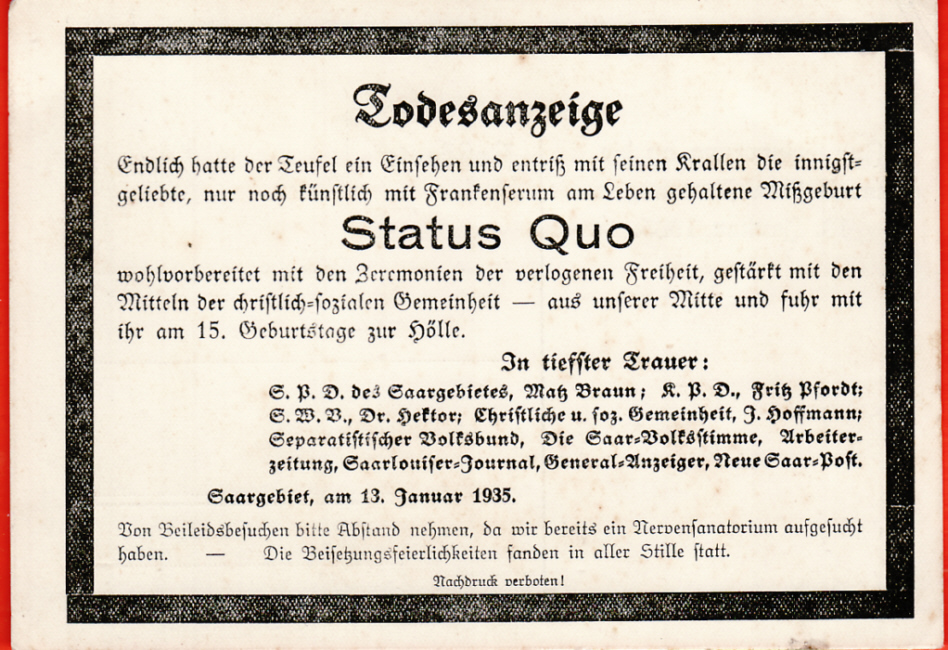 Todesanzeige
Endlich hatte der Teufel ein Einsehen und entriß mit seinen Krallen die innigst-
geliebte, nur noch künstlich mit Frankenserum am Leben gehaltene Mißgeburt
Status Quo
wohlvorbereitet mit den Zeremonien der verlogenen Freiheit, gestärkt mit den
Mitteln der christlich-sozialen Gemeinheit — aus unserer Mitte und fuhr mit
ihr am 15. Geburtstage zur Hölle.
In tiefster Trauer:
S. P. D. des Saargebietes, Matz Braun; K. P. D., Fritz Pfordt;
S. W. V., Dr. Hektor; Christliche u. soz. Gemeinheit, J. Hoffmann;
Separatistischer Volksbund, Die Saar-Volksstimme, Arbeiter-
zeitung, Saarlouiser-Journal, General-Anzeiger, Neue Saar-Post.
Saargebiet, am 13. Januar 1935.
Von Beileidsbesuchen bitte Abstand nehmen, da wir bereits ein Nervensanatorium aufgesucht
haben. — Die Beisetzungsfeierlichkeiten fanden in aller Stille statt.
Nachdruck verboten!